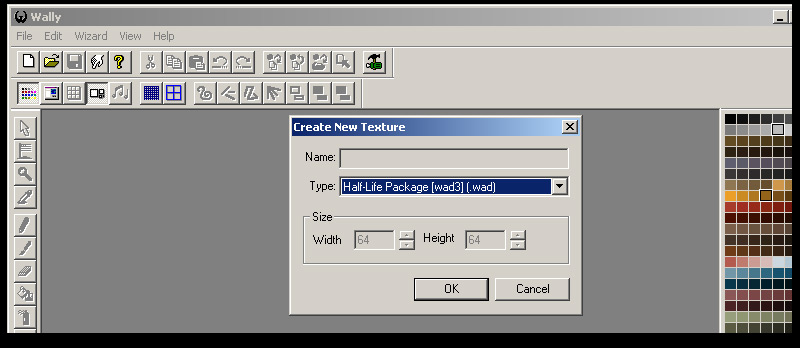 Wally
File Edit Wizard View Help
Create New Texture
Name:
Type: Half-Life Package [wad3] (.wad)
Size
Width 64 Height 64
OK Cancel